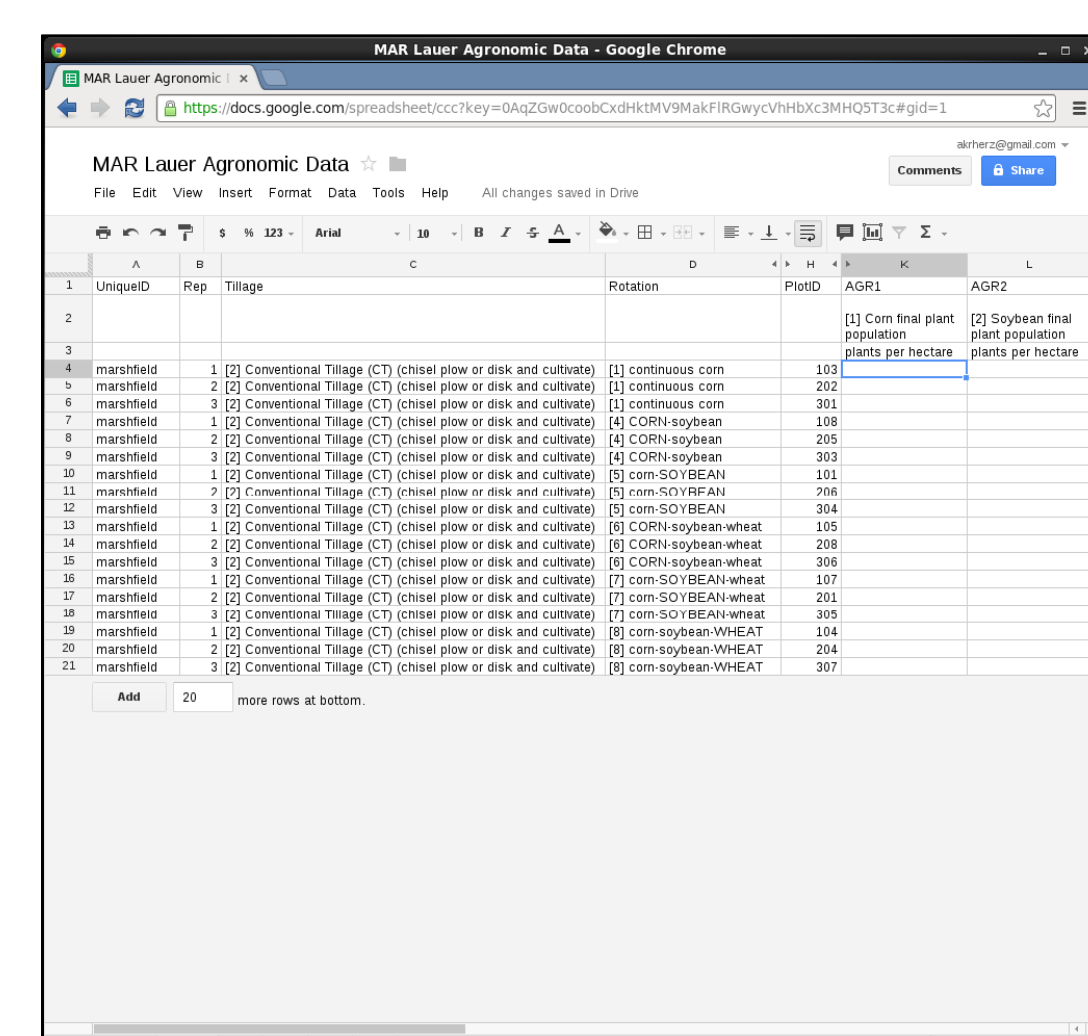 MAR Lauer Agronomic Data - Google Chrome
MAR Lauer Agronomic
https://docs.google.com/spreadsheet/ccc?key=0AqZGw0coobCxdHktMV9MakFlRGwycVhHbXc3MHQ5T3c#gid=1
akrherz@gmail.com
MAR Lauer Agronomic Data
Comments Share
File Edit View Insert Format Data Tools Help All changes saved in Drive
$ % 123 Arial 10 B I S A Σ
A B C D H K L
1 UniqueID Rep Tillage Rotation PlotID AGR1 AGR2
2 [1] Corn final plant population [2] Soybean final plant population
3 plants per hectare plants per hectare
4 marshfield 1 [2] Conventional Tillage (CT) (chisel plow or disk and cultivate) [1] continuous corn 103
5 marshfield 2 [2] Conventional Tillage (CT) (chisel plow or disk and cultivate) [1] continuous corn 202
6 marshfield 3 [2] Conventional Tillage (CT) (chisel plow or disk and cultivate) [1] continuous corn 301
7 marshfield 1 [2] Conventional Tillage (CT) (chisel plow or disk and cultivate) [4] CORN-soybean 108
8 marshfield 2 [2] Conventional Tillage (CT) (chisel plow or disk and cultivate) [4] CORN-soybean 205
9 marshfield 3 [2] Conventional Tillage (CT) (chisel plow or disk and cultivate) [4] CORN-soybean 303
10 marshfield 1 [2] Conventional Tillage (CT) (chisel plow or disk and cultivate) [5] corn-SOYBEAN 101
11 marshfield 2 [2] Conventional Tillage (CT) (chisel plow or disk and cultivate) [5] corn-SOYBEAN 206
12 marshfield 3 [2] Conventional Tillage (CT) (chisel plow or disk and cultivate) [5] corn-SOYBEAN 304
13 marshfield 1 [2] Conventional Tillage (CT) (chisel plow or disk and cultivate) [6] CORN-soybean-wheat 105
14 marshfield 2 [2] Conventional Tillage (CT) (chisel plow or disk and cultivate) [6] CORN-soybean-wheat 208
15 marshfield 3 [2] Conventional Tillage (CT) (chisel plow or disk and cultivate) [6] CORN-soybean-wheat 306
16 marshfield 1 [2] Conventional Tillage (CT) (chisel plow or disk and cultivate) [7] corn-SOYBEAN-wheat 107
17 marshfield 2 [2] Conventional Tillage (CT) (chisel plow or disk and cultivate) [7] corn-SOYBEAN-wheat 201
18 marshfield 3 [2] Conventional Tillage (CT) (chisel plow or disk and cultivate) [7] corn-SOYBEAN-wheat 305
19 marshfield 1 [2] Conventional Tillage (CT) (chisel plow or disk and cultivate) [8] corn-soybean-WHEAT 104
20 marshfield 2 [2] Conventional Tillage (CT) (chisel plow or disk and cultivate) [8] corn-soybean-WHEAT 204
21 marshfield 3 [2] Conventional Tillage (CT) (chisel plow or disk and cultivate) [8] corn-soybean-WHEAT 307
Add 20 more rows at bottom.